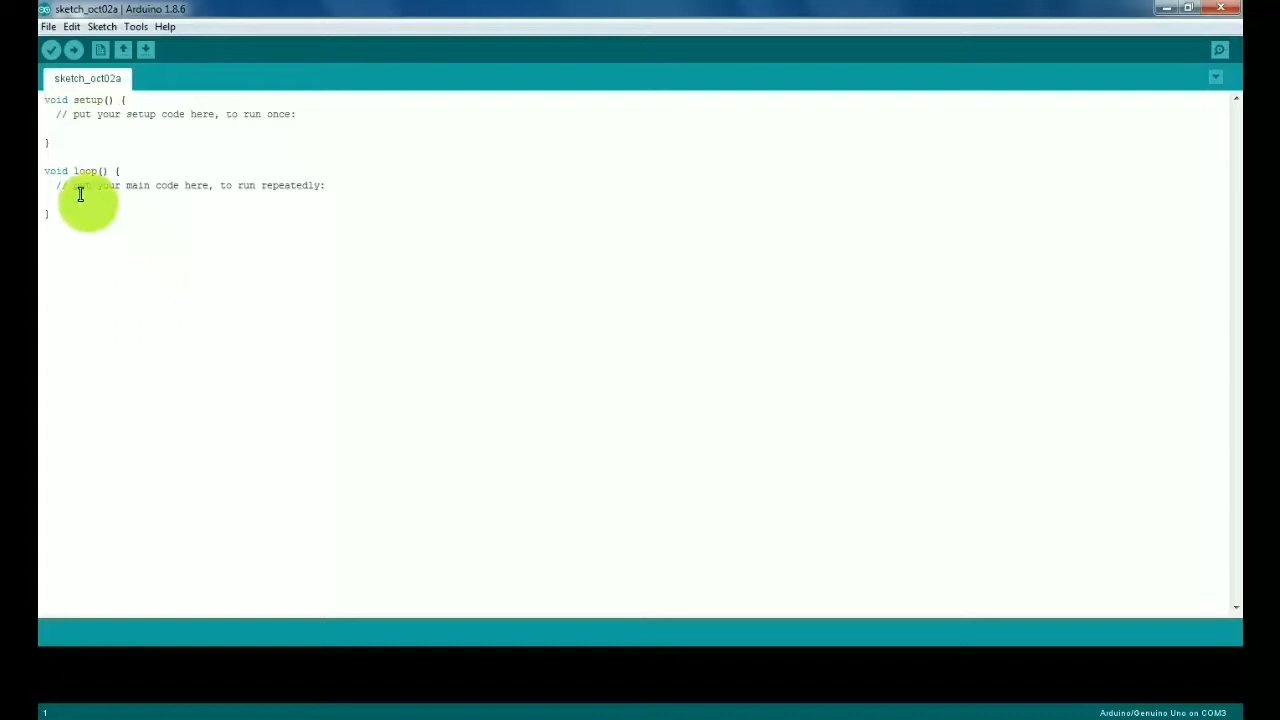 sketch_oct02a | Arduino 1.8.6
File Edit Sketch Tools Help
sketch_oct02a
void setup() {
// put your setup code here, to run once:
}
void loop() {
// put your main code here, to run repeatedly:
}
1
Arduino/Genuino Uno on COM3